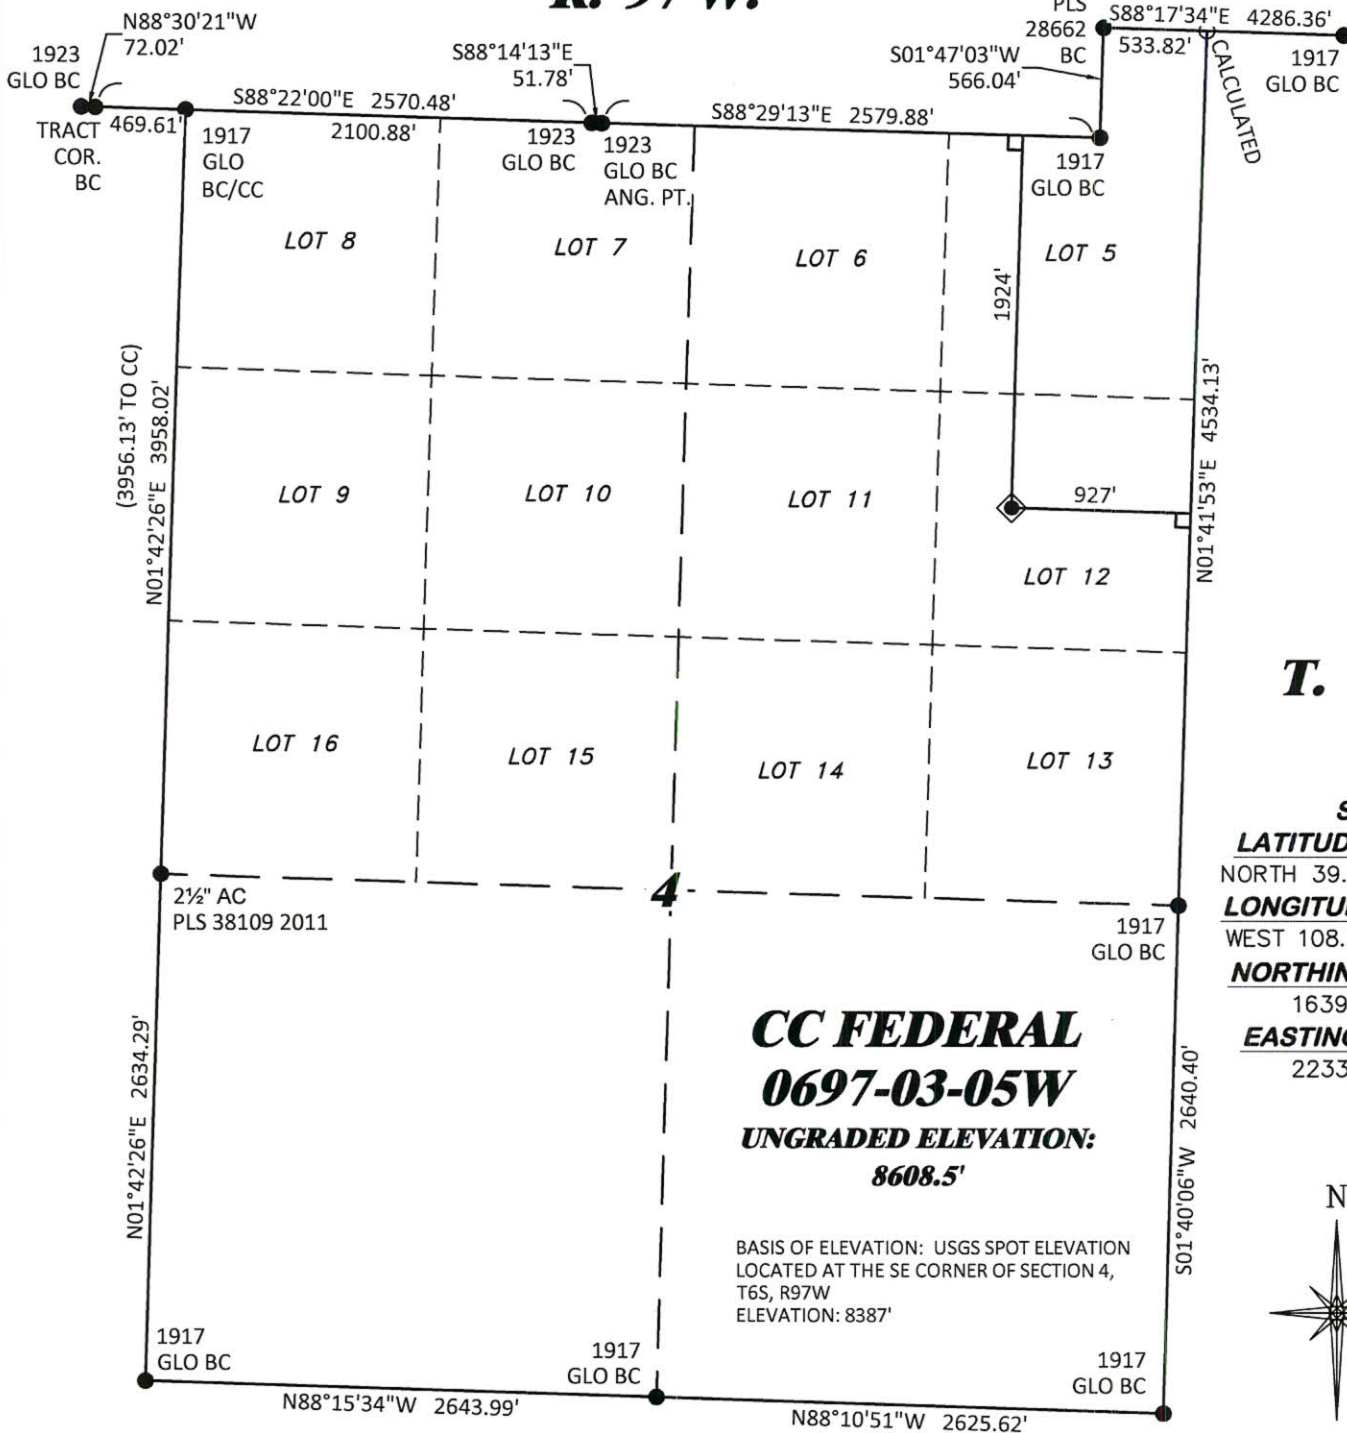 R. 97 W.
N88°30'21"W
72.02'
1923
GLO BC
TRACT
COR.
BC
469.61'
S88°22'00"E 2570.48'
2100.88'
1917
GLO
BC/CC
S88°14'13"E
51.78'
1923
GLO BC
1923
GLO BC
ANG. PT.
S88°29'13"E 2579.88'
S01°47'03"W
566.04'
PLS
28662
BC
S88°17'34"E 4286.36'
533.82'
CALCULATED
1917
GLO BC
1917
GLO BC
LOT 8
LOT 7
LOT 6
LOT 5
1924'
(3956.13' TO CC)
N01°42'26"E 3958.02'
N01°41'53"E 4534.13'
LOT 9
LOT 10
LOT 11
927'
LOT 12
LOT 16
LOT 15
LOT 14
LOT 13
T.
2½" AC
PLS 38109 2011
4
1917
GLO BC
S
LATITUD
NORTH 39.
LONGITU
WEST 108.
NORTHIN
1639
EASTING
2233
CC FEDERAL
0697-03-05W
UNGRADED ELEVATION:
8608.5'
N01°42'26"E 2634.29'
S01°40'06"W 2640.40'
BASIS OF ELEVATION: USGS SPOT ELEVATION
LOCATED AT THE SE CORNER OF SECTION 4,
T6S, R97W
ELEVATION: 8387'
N
1917
GLO BC
1917
GLO BC
1917
GLO BC
N88°15'34"W 2643.99'
N88°10'51"W 2625.62'